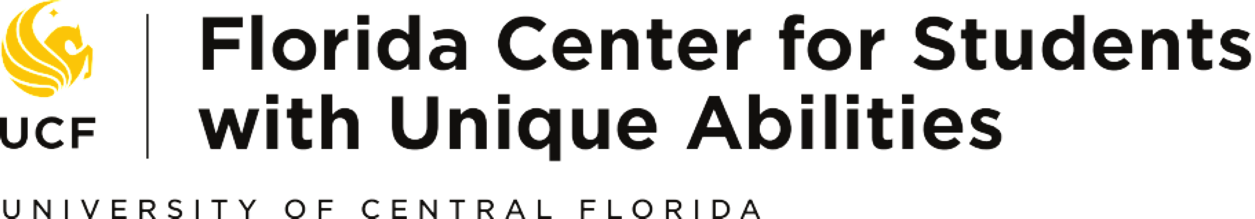 Florida Center for Students
with Unique Abilities
UCF
UNIVERSITY OF CENTRAL FLORIDA